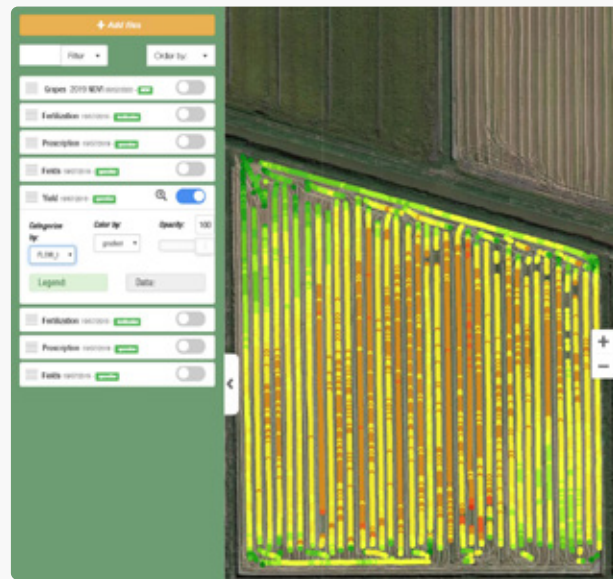 + Add files
Filter
Order by:
Grapes 2019 NDVI
Fertilization
Prescription
Fields
Yield
Categorize by:
Color by:
Opacity:
100
FLOW_I
gradient
Legend:
Data:
Fertilization
Prescription
Fields
+
−